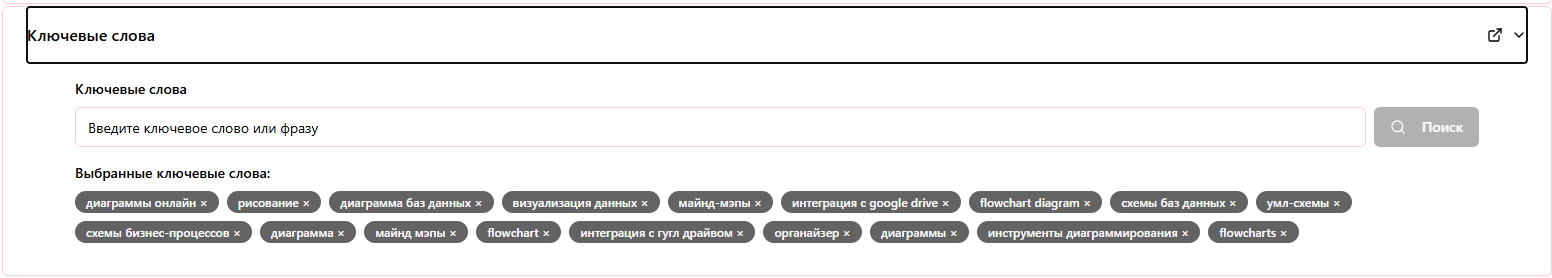 Ключевые слова
Ключевые слова
Введите ключевое слово или фразу
Поиск
Выбранные ключевые слова:
диаграммы онлайн × рисование × диаграмма баз данных × визуализация данных × майнд-мэпы × интеграция с google drive × flowchart diagram × схемы баз данных × умл-схемы ×
схемы бизнес-процессов × диаграмма × майнд мэпы × flowchart × интеграция с гугл драйвом × органайзер × диаграммы × инструменты диаграммирования × flowcharts ×